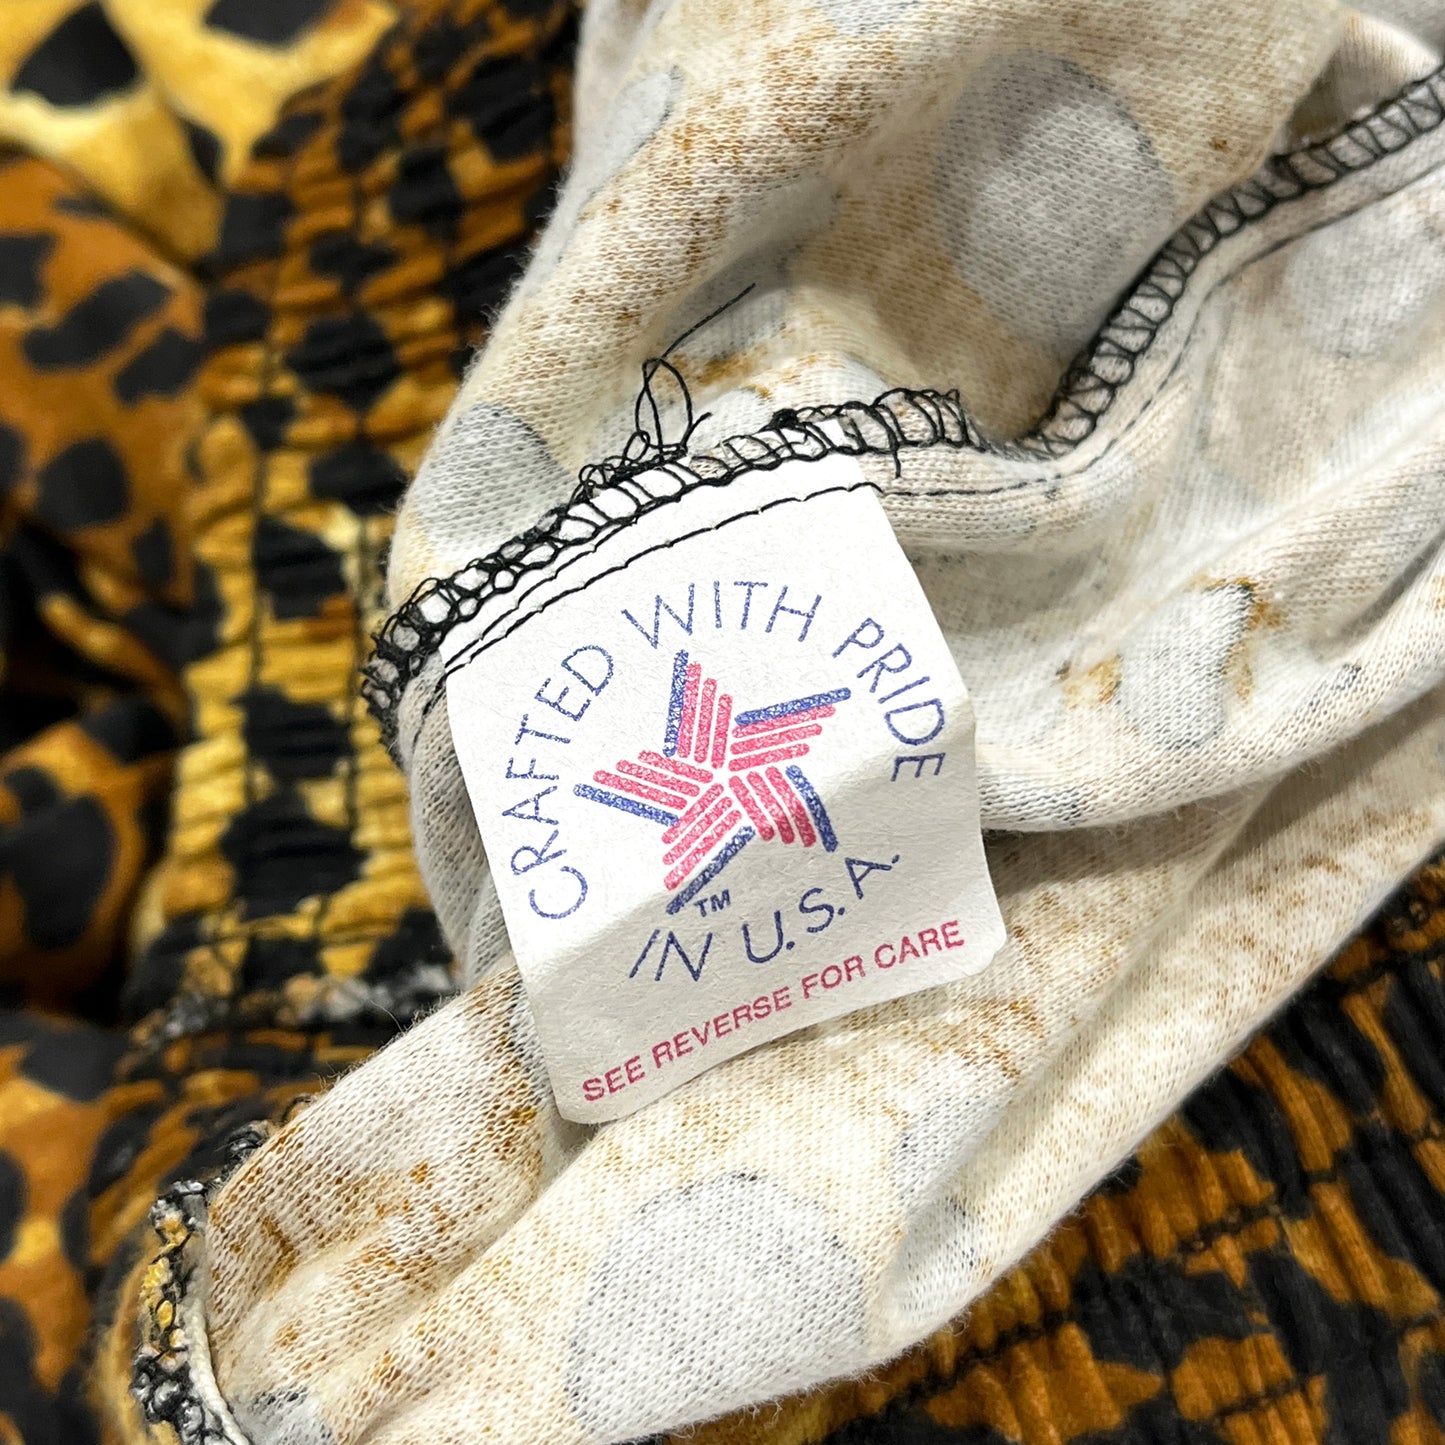 CRAFTED WITH PRIDE
TM
IN U.S.A.
SEE REVERSE FOR CARE